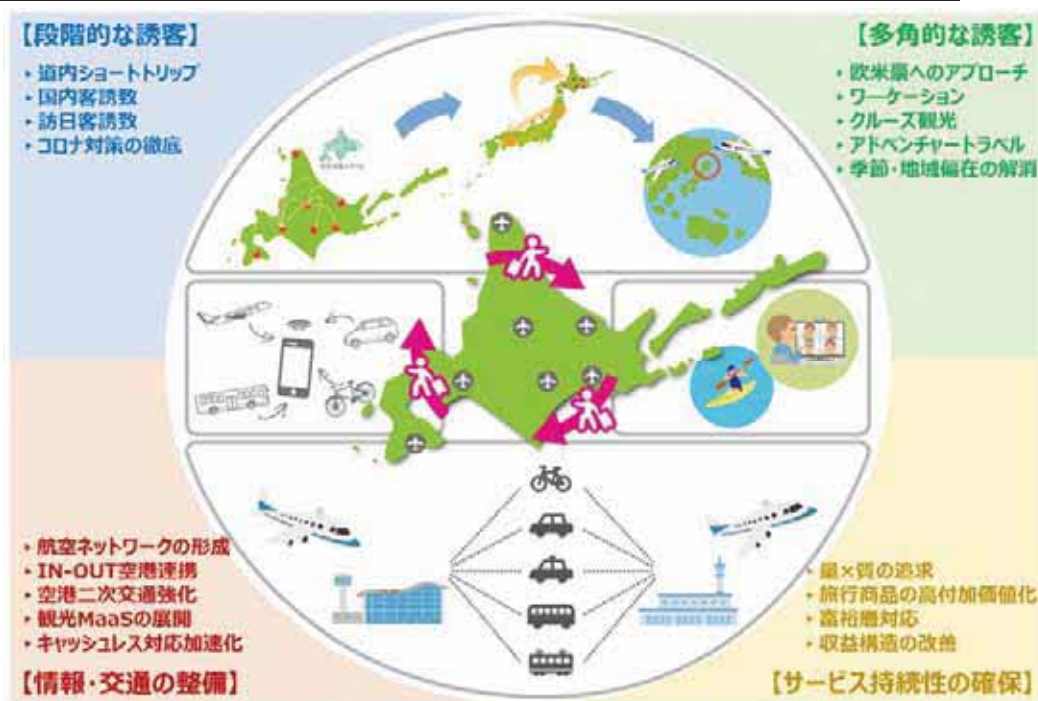 【段階的な誘客】
▸ 道内ショートトリップ
▸ 国内客誘致
▸ 訪日客誘致
▸ コロナ対策の徹底
【多角的な誘客】
▸ 欧米豪へのアプローチ
▸ ワーケーション
▸ クルーズ観光
▸ アドベンチャートラベル
▸ 季節・地域偏在の解消
▸ 航空ネットワークの形成
▸ IN-OUT空港連携
▸ 空港二次交通強化
▸ 観光MaaSの展開
▸ キャッシュレス対応加速化
【情報・交通の整備】
▸ 量×質の追求
▸ 旅行商品の高付加価値化
▸ 富裕層対応
▸ 収益構造の改善
【サービス持続性の確保】